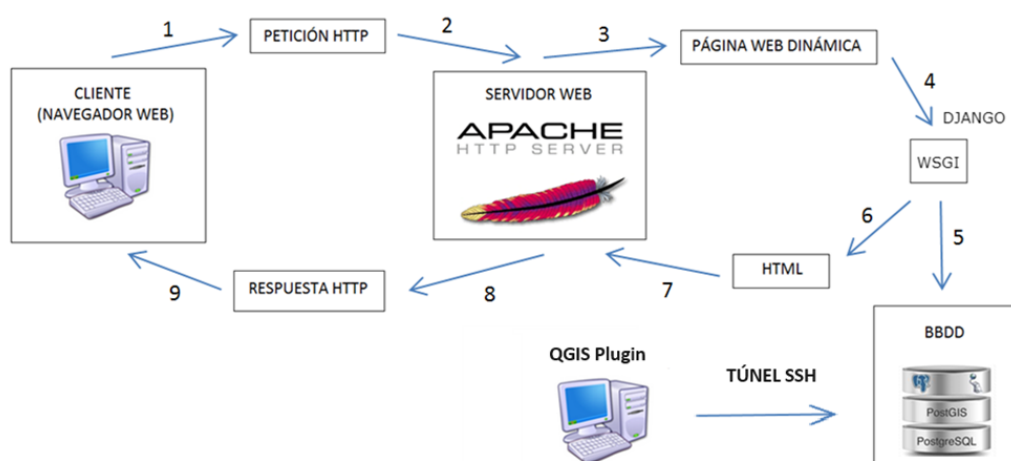 1
PETICIÓN HTTP
2
3
PÁGINA WEB DINÁMICA
4
CLIENTE
(NAVEGADOR WEB)
SERVIDOR WEB
APACHE
HTTP SERVER
DJANGO
WSGI
5
6
HTML
7
8
RESPUESTA HTTP
9
QGIS Plugin
TÚNEL SSH
BBDD
PostGIS
PostgreSQL